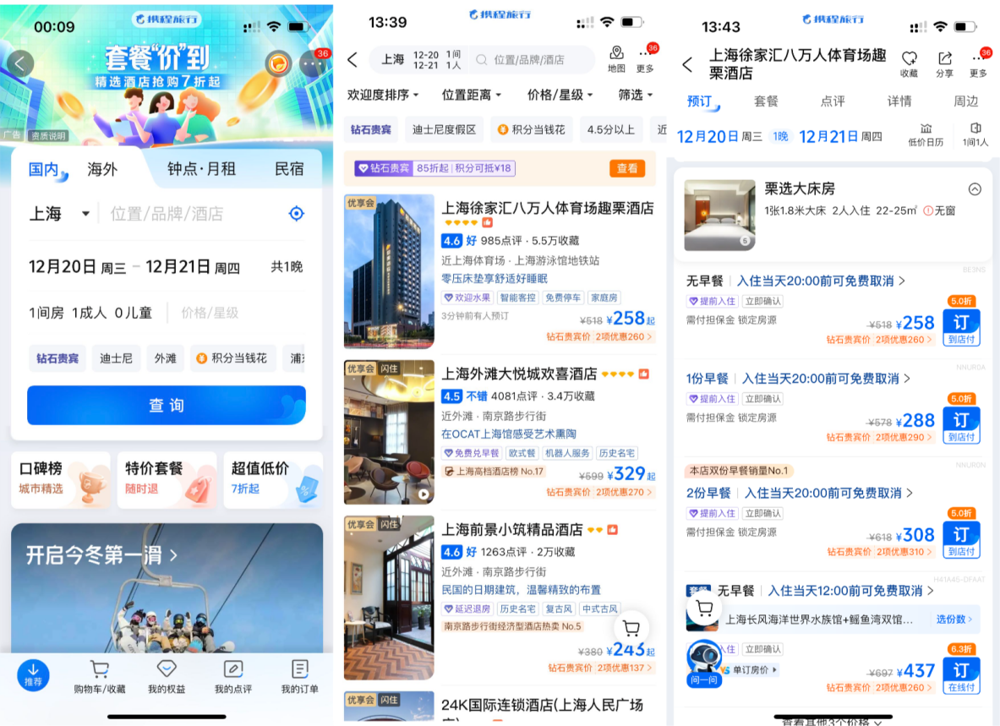 00:09
携程旅行
36
套餐“价”到
精选酒店抢购7折起
广告
资质说明
国内
海外
钟点·月租
民宿
上海
位置/品牌/酒店
12月20日 周三 - 12月21日 周四
共1晚
1间房 1成人 0儿童
价格/星级
钻石贵宾
迪士尼
外滩
积分当钱花
查询
口碑榜
城市精选
特价套餐
随时退
超值低价
7折起
开启今冬第一滑 >
推荐
购物车/收藏
我的权益
我的点评
我的订单
13:39
携程旅行
上海
12-20
12-21
1间
1人
位置/品牌/酒店
地图
36
更多
欢迎度排序
位置距离
价格/星级
筛选
钻石贵宾
迪士尼度假区
积分当钱花
4.5分以上
近
钻石贵宾 85折起|积分可抵¥18
查看
优享会
上海徐家汇八万人体育场趣栗酒店
4.6 好 985点评 · 5.5万收藏
近上海体育场 · 上海游泳馆地铁站
零压床垫享舒适好睡眠
欢迎水果 智能客控 免费停车 家庭房
3分钟前有人预订
¥518 ¥258起
钻石贵宾价 2项优惠260 >
优享会 闪住
上海外滩大悦城欢喜酒店
4.5 不错 4081点评 · 3.4万收藏
近外滩 · 南京路步行街
在OCAT上海馆感受艺术熏陶
免费兑早餐 欧式餐 机器人服务 历史名宅
上海高档酒店榜 No.17
¥599 ¥329起
钻石贵宾价 2项优惠270 >
优享会 闪住
上海前景小筑精品酒店
4.6 好 1263点评 · 2万收藏
近外滩 · 南京路步行街
民国的日期建筑，温馨精致的布置
延迟退房 历史名宅 复古风 中式古风
南京路步行街经济型酒店热卖 No.5
¥380 ¥243起
钻石贵宾价 2项优惠137 >
优享会 闪住
24K国际连锁酒店(上海人民广场
13:43
携程旅行
上海徐家汇八万人体育场趣
栗酒店
收藏
分享
36
更多
预订
套餐
点评
详情
周边
12月20日 周三 1晚 12月21日 周四
低价日历
1间1人
栗选大床房
1张1.8米大床 2人入住 22-25㎡ 无窗
5
BE3NS
无早餐 | 入住当天20:00前可免费取消 >
提前入住 立即确认
需付担保金 锁定房源
5.0折
¥518 ¥258
订
到店付
钻石贵宾价 2项优惠260 >
NNUR0A
1份早餐 | 入住当天20:00前可免费取消 >
提前入住 立即确认
需付担保金 锁定房源
5.0折
¥578 ¥288
订
到店付
钻石贵宾价 2项优惠290 >
本店双份早餐销量No.1
NNUR0N
2份早餐 | 入住当天20:00前可免费取消 >
提前入住 立即确认
需付担保金 锁定房源
5.0折
¥618 ¥308
订
到店付
钻石贵宾价 2项优惠310 >
H41A45-DFAAT
套餐 无早餐 | 入住当天12:00前可免费取消 >
上海长风海洋世界水族馆+鳐鱼湾双馆...
选份数 >
入住 立即确认
VS 单订房价
问一问
6.3折
¥697 ¥437
订
在线付
钻石贵宾价 2项优惠260 >
查看其他3个价格